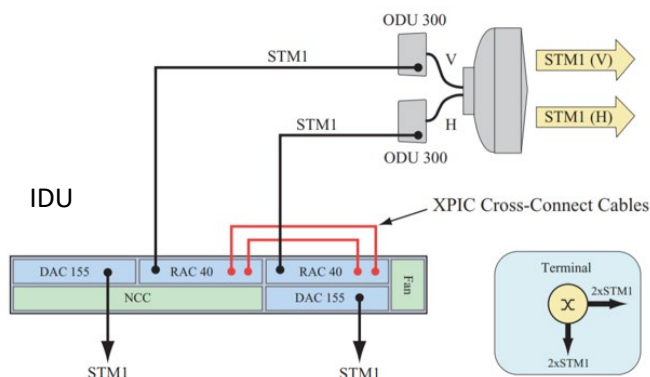 ODU 300
STM1
V
STM1 (V)
STM1
H
STM1 (H)
ODU 300
IDU
XPIC Cross-Connect Cables
DAC 155
RAC 40
RAC 40
Fan
NCC
DAC 155
STM1
STM1
Terminal
2xSTM1
2xSTM1